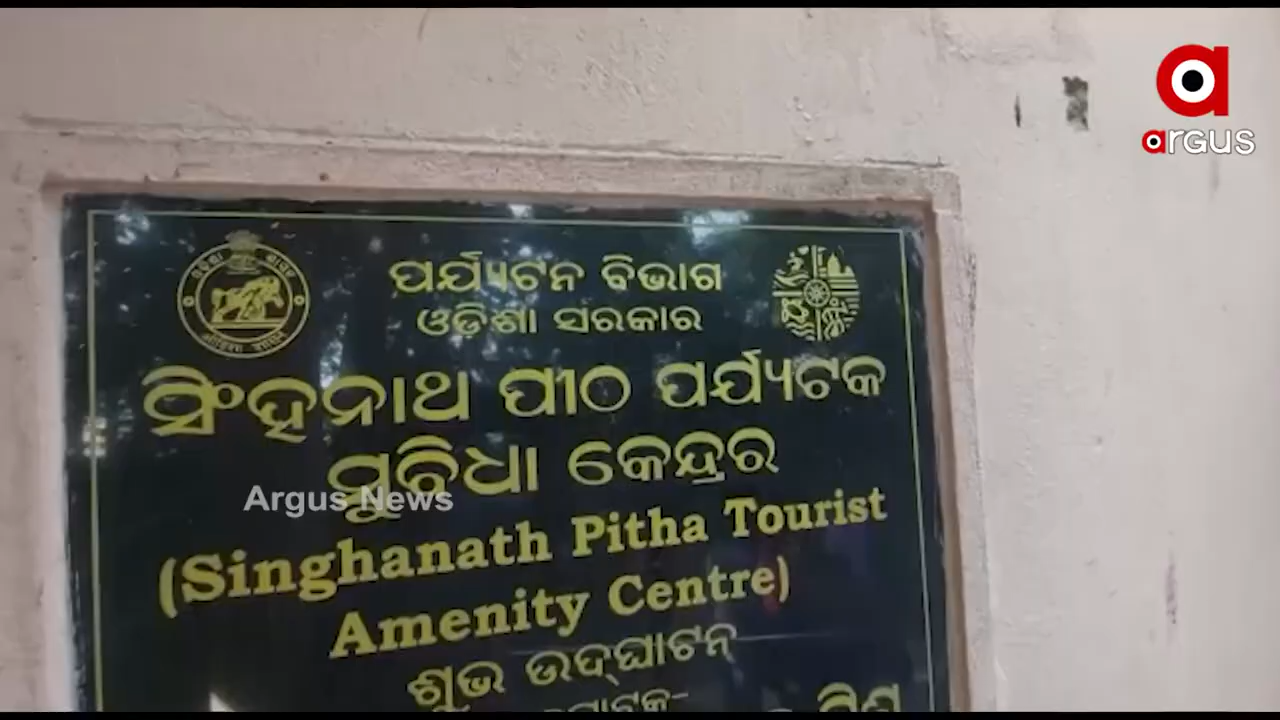 argus
ପର୍ଯ୍ୟଟନ ବିଭାଗ
ଓଡ଼ିଶା ସରକାର
ସିଂହନାଥ ପୀଠ ପର୍ଯ୍ୟଟକ
ସୁବିଧା କେନ୍ଦ୍ରର
Argus News
(Singhanath Pitha Tourist
Amenity Centre)
ଶୁଭ ଉଦ୍‌ଘାଟନ୍